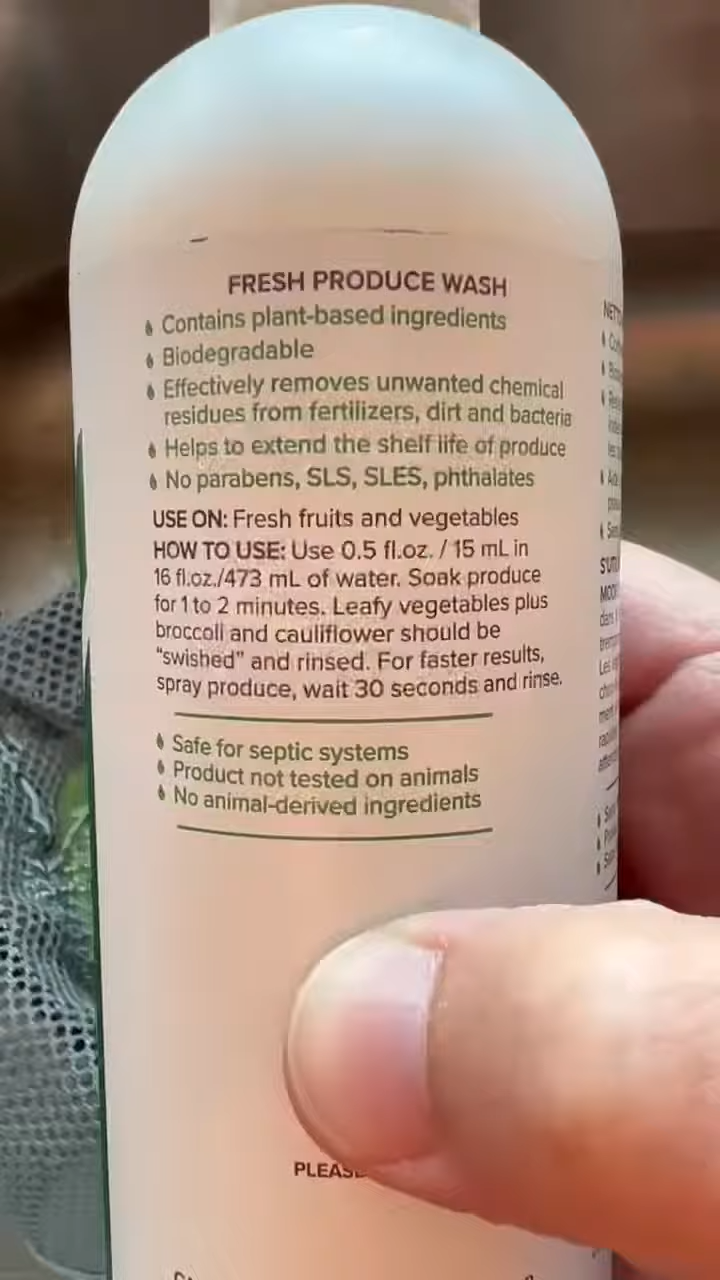 FRESH PRODUCE WASH
Contains plant-based ingredients
Biodegradable
Effectively removes unwanted chemical
residues from fertilizers, dirt and bacteria
Helps to extend the shelf life of produce
No parabens, SLS, SLES, phthalates
USE ON: Fresh fruits and vegetables
HOW TO USE: Use 0.5 fl.oz. / 15 mL in
16 fl.oz./473 mL of water. Soak produce
for 1 to 2 minutes. Leafy vegetables plus
broccoli and cauliflower should be
“swished” and rinsed. For faster results,
spray produce, wait 30 seconds and rinse.
Safe for septic systems
Product not tested on animals
No animal-derived ingredients